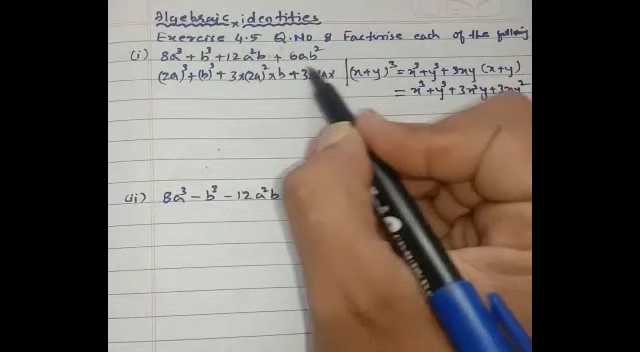 Algebraic identities
Exercise 4.5 Q.No 8 Factorise each of the following
(i) 8a³ + b³ + 12a²b + 6ab²
(2a)³ + (b)³ + 3×(2a)²×b + 3×2a× | (x+y)³ = x³+y³+3xy (x+y)
= x³+y³+3x²y+3xy²
(ii) 8a³ - b³ - 12a²b